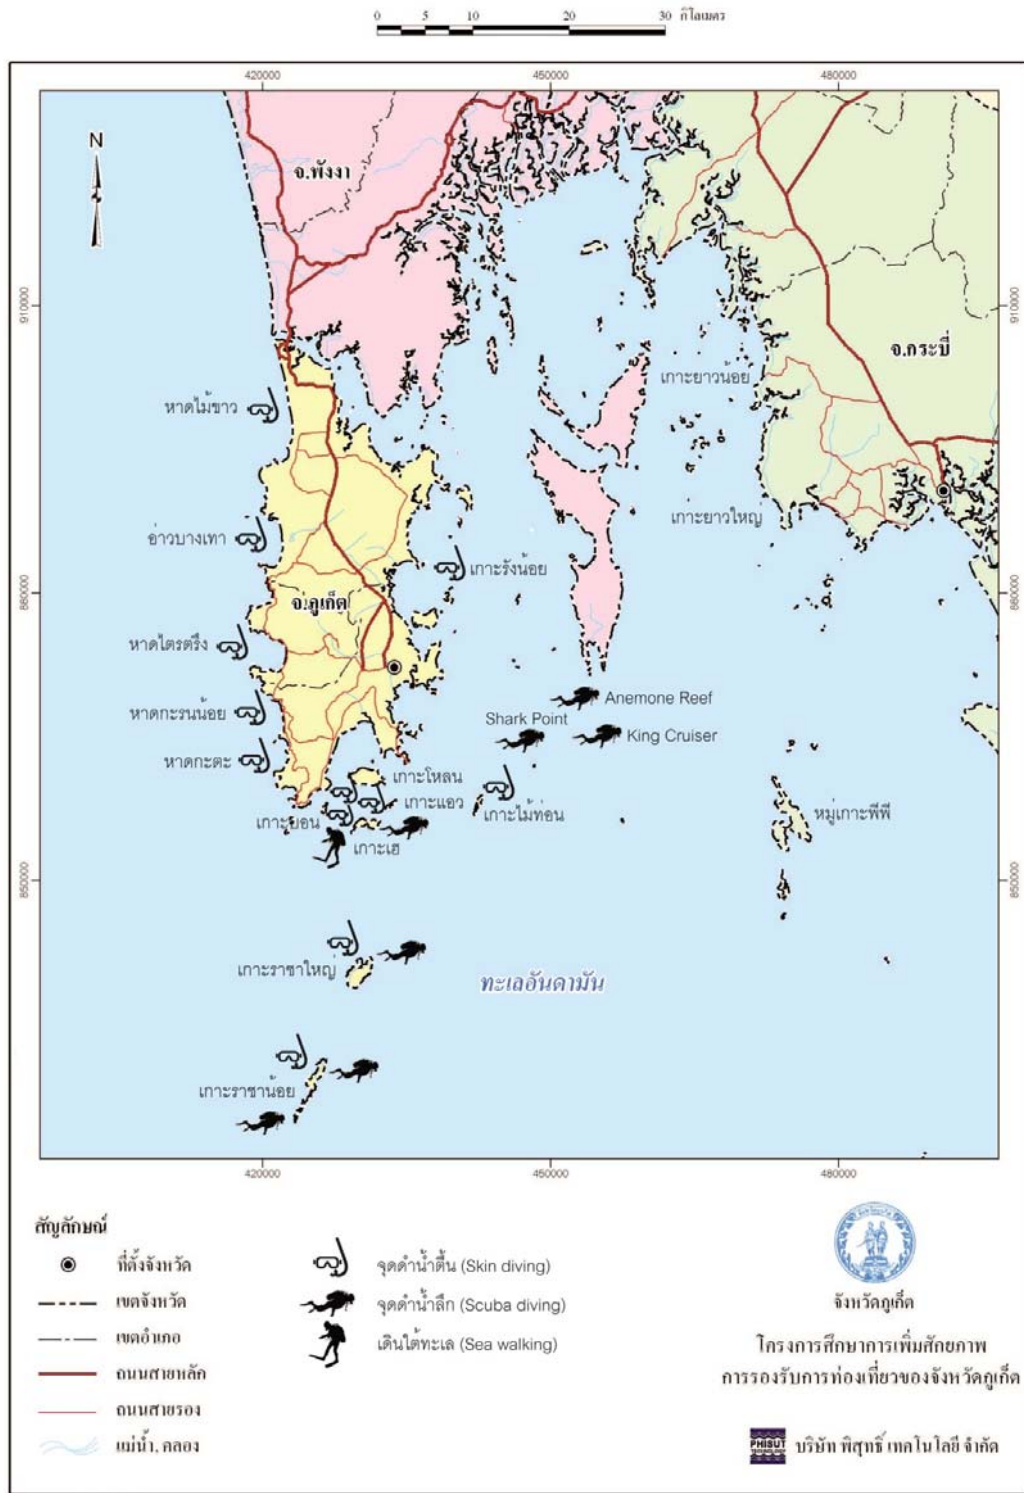 0 5 10 20 30 กิโลเมตร
420000 450000 480000
N
จ.พังงา
910000 910000
จ.กระบี่
เกาะยาวน้อย
หาดไม้ขาว
เกาะยาวใหญ่
อ่าวบางเทา
เกาะรังน้อย
880000 880000
จ.ภูเก็ต
หาดไตรตรึง
Anemone Reef
หาดกะรนน้อย
Shark Point
King Cruiser
หาดกะตะ
เกาะโหลน
เกาะแอว
เกาะไม้ท่อน
หมู่เกาะพีพี
เกาะบอน
เกาะเฮ
850000 850000
เกาะราชาใหญ่
ทะเลอันดามัน
เกาะราชาน้อย
420000 450000 480000
สัญลักษณ์
ที่ตั้งจังหวัด
เขตจังหวัด
เขตอำเภอ
ถนนสายหลัก
ถนนสายรอง
แม่น้ำ, คลอง
จุดดำน้ำตื้น (Skin diving)
จุดดำน้ำลึก (Scuba diving)
เดินใต้ทะเล (Sea walking)
จังหวัดภูเก็ต
โครงการศึกษาการเพิ่มศักยภาพ
การรองรับการท่องเที่ยวของจังหวัดภูเก็ต
PHISUT
TECHNOLOGY
บริษัท พิสุทธิ์ เทคโนโลยี จำกัด